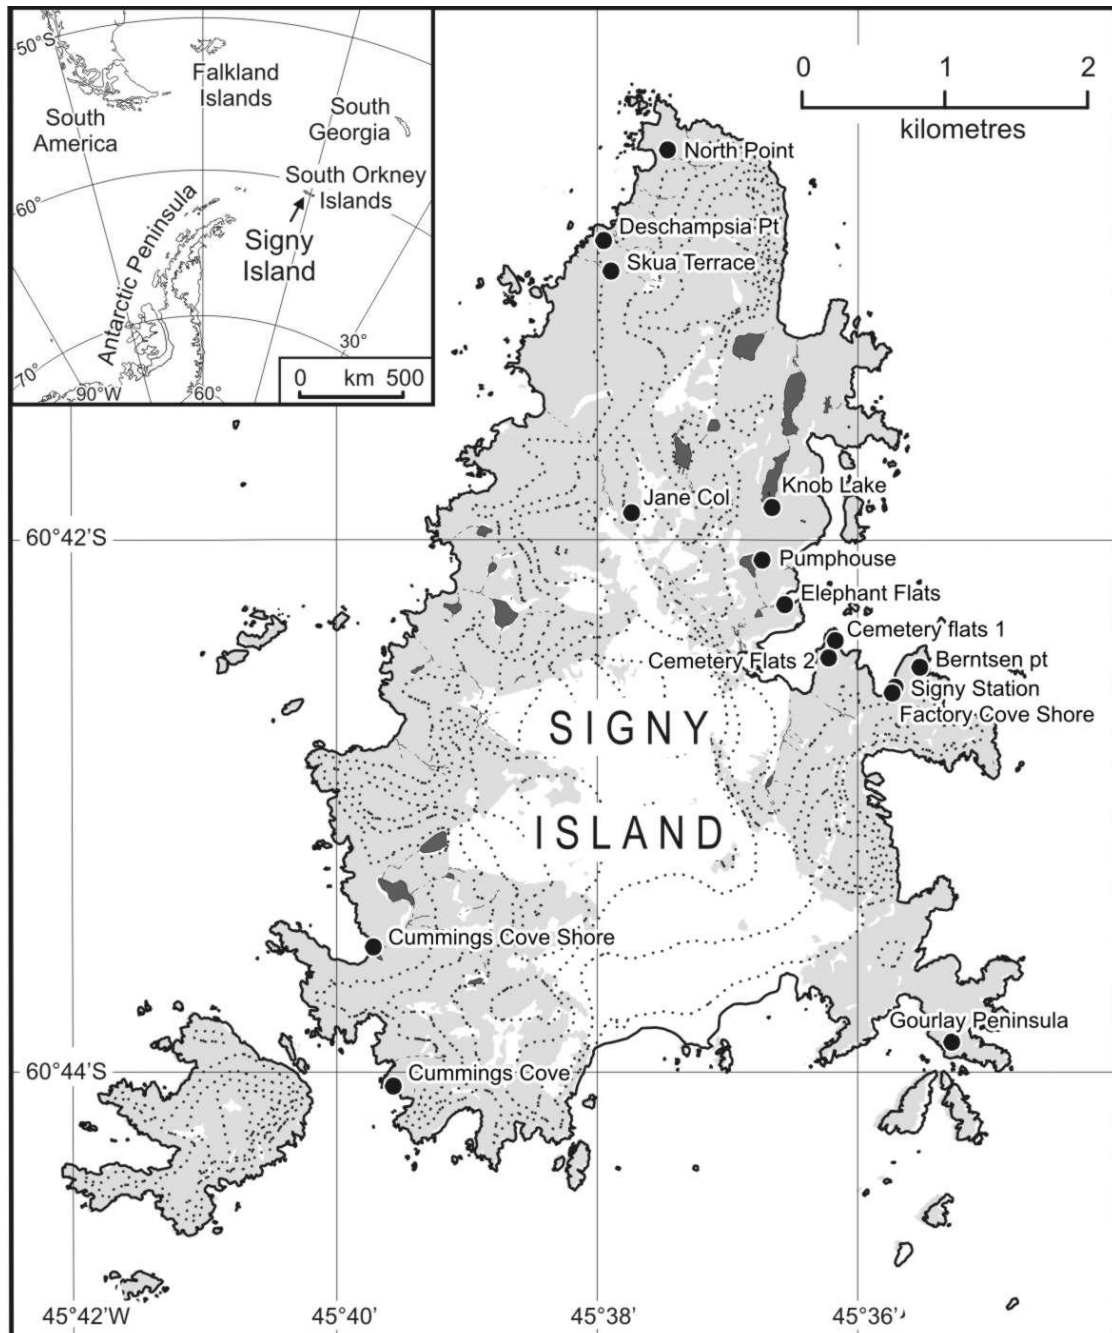 50°S
Falkland
Islands
South
America
South
Georgia
60°
South Orkney
Islands
Signy
Island
Antarctic Peninsula
70°
90°W
60°
30°
0 km 500
0 1 2
kilometres
North Point
Deschampsia Pt
Skua Terrace
Knob Lake
Jane Col
60°42'S
Pumphouse
Elephant Flats
Cemetery flats 1
Cemetery Flats 2
Berntsen pt
Signy Station
Factory Cove Shore
SIGNY
ISLAND
Cummings Cove Shore
Gourlay Peninsula
60°44'S
Cummings Cove
45°42'W
45°40'
45°38'
45°36'